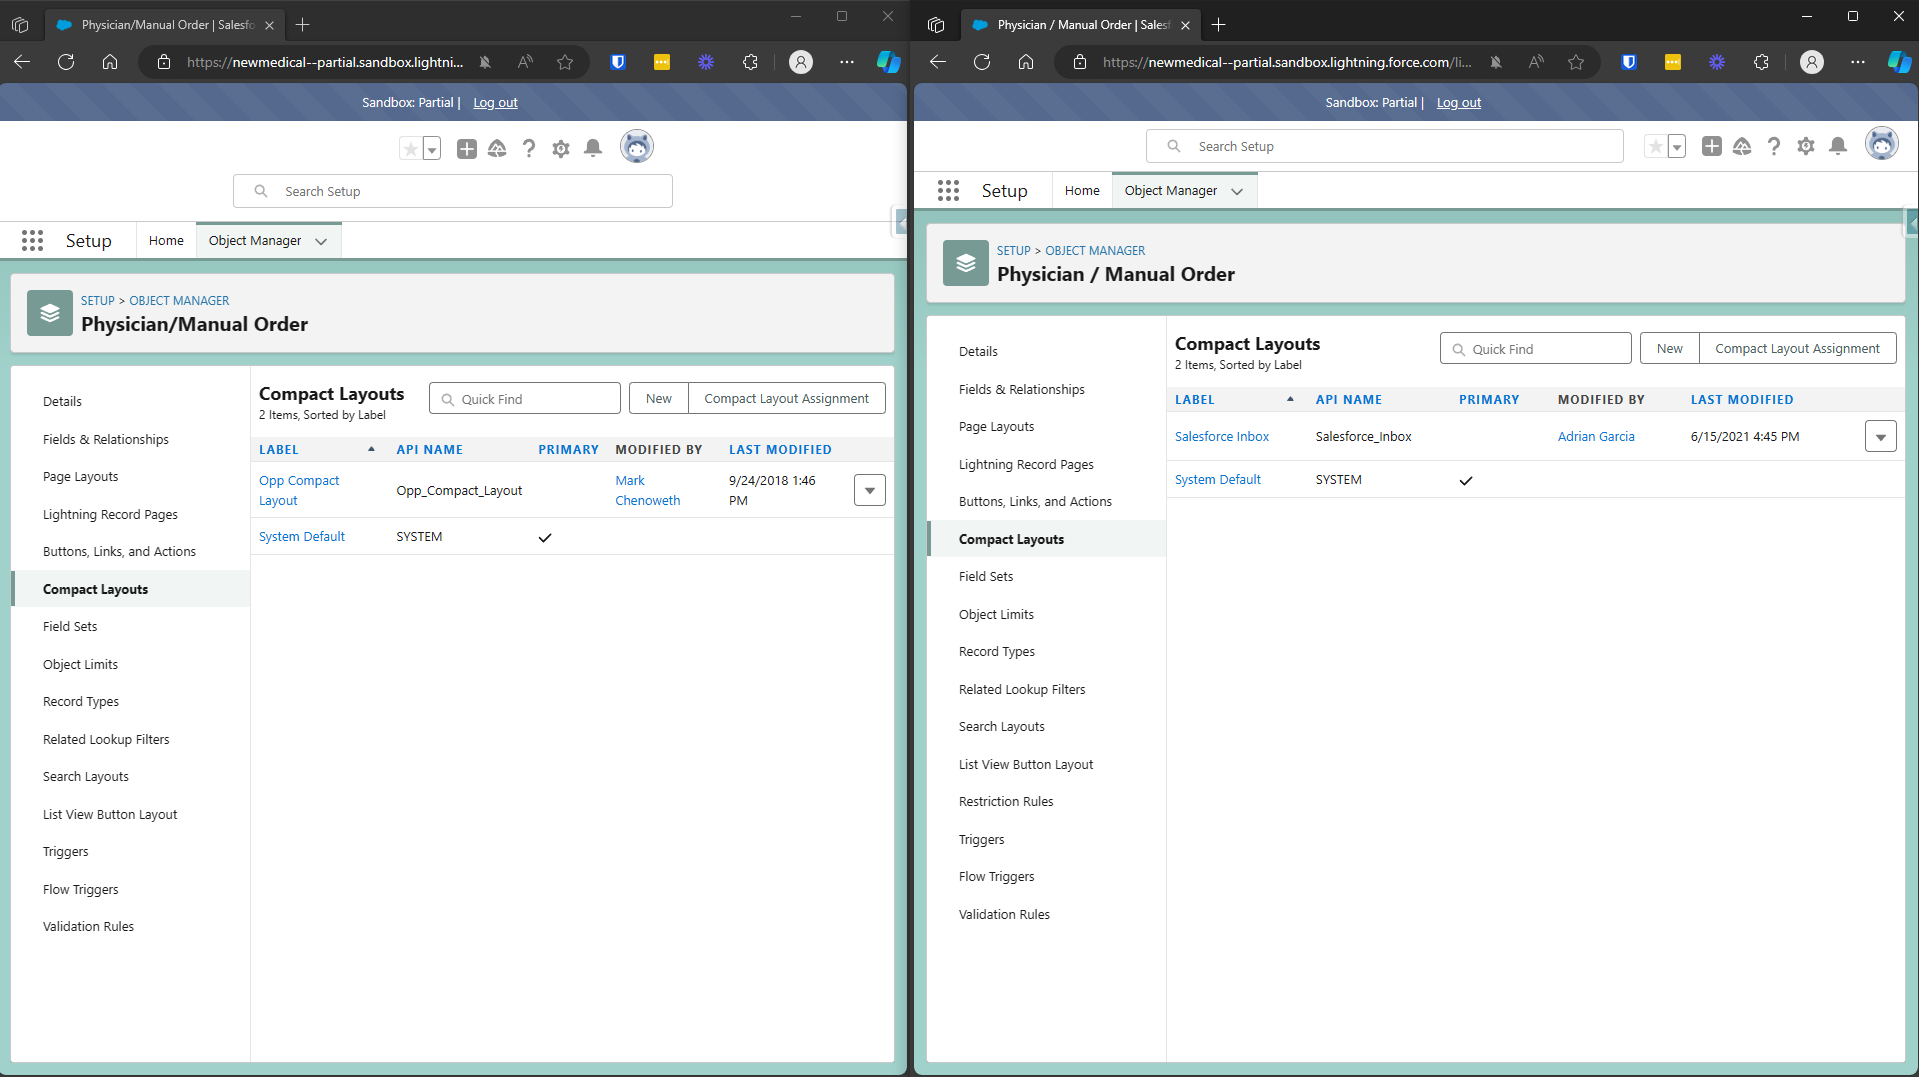 Physician/Manual Order | Salesfo
https://newmedical--partial.sandbox.lightni...
Sandbox: Partial | Log out
Search Setup
Setup
Home
Object Manager
SETUP > OBJECT MANAGER
Physician/Manual Order
Details
Fields & Relationships
Page Layouts
Lightning Record Pages
Buttons, Links, and Actions
Compact Layouts
Field Sets
Object Limits
Record Types
Related Lookup Filters
Search Layouts
List View Button Layout
Triggers
Flow Triggers
Validation Rules
Compact Layouts
2 Items, Sorted by Label
Quick Find
New
Compact Layout Assignment
LABEL API NAME PRIMARY MODIFIED BY LAST MODIFIED
Opp Compact Layout Opp_Compact_Layout Mark Chenoweth 9/24/2018 1:46 PM
System Default SYSTEM
Physician / Manual Order | Salesf
https://newmedical--partial.sandbox.lightning.force.com/li...
Sandbox: Partial | Log out
Search Setup
Setup
Home
Object Manager
SETUP > OBJECT MANAGER
Physician / Manual Order
Details
Fields & Relationships
Page Layouts
Lightning Record Pages
Buttons, Links, and Actions
Compact Layouts
Field Sets
Object Limits
Record Types
Related Lookup Filters
Search Layouts
List View Button Layout
Restriction Rules
Triggers
Flow Triggers
Validation Rules
Compact Layouts
2 Items, Sorted by Label
Quick Find
New
Compact Layout Assignment
LABEL API NAME PRIMARY MODIFIED BY LAST MODIFIED
Salesforce Inbox Salesforce_Inbox Adrian Garcia 6/15/2021 4:45 PM
System Default SYSTEM